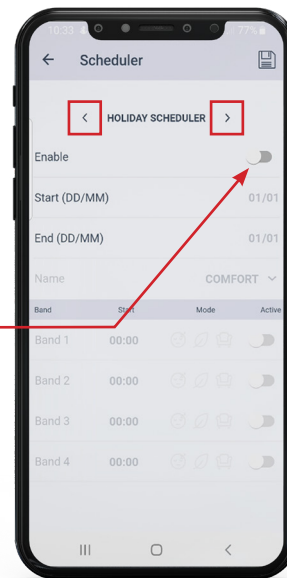 10.33
77%
Scheduler
HOLIDAY SCHEDULER
Enable
Start (DD/MM) 01/01
End (DD/MM) 01/01
Name COMFORT
Band Start Mode Active
Band 1 00:00
Band 2 00:00
Band 3 00:00
Band 4 00:00